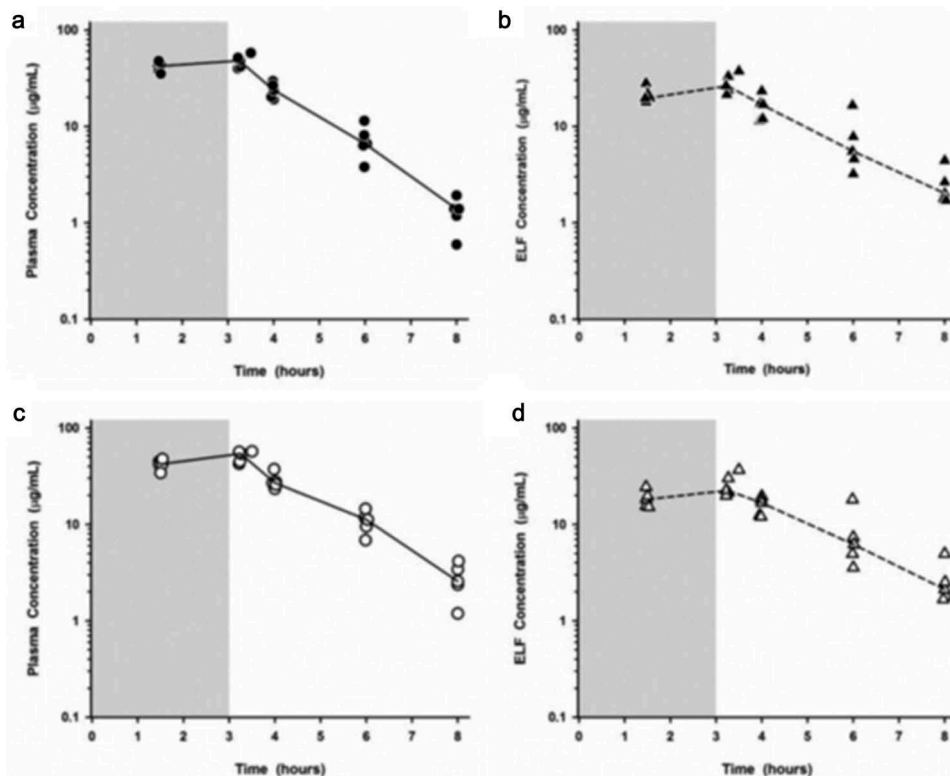 a
Plasma Concentration (µg/mL)
100
10
1
0.1
0 1 2 3 4 5 6 7 8
Time (hours)
b
ELF Concentration (µg/mL)
100
10
1
0.1
0 1 2 3 4 5 6 7 8
Time (hours)
c
Plasma Concentration (µg/mL)
100
10
1
0.1
0 1 2 3 4 5 6 7 8
Time (hours)
d
ELF Concentration (µg/mL)
100
10
1
0.1
0 1 2 3 4 5 6 7 8
Time (hours)